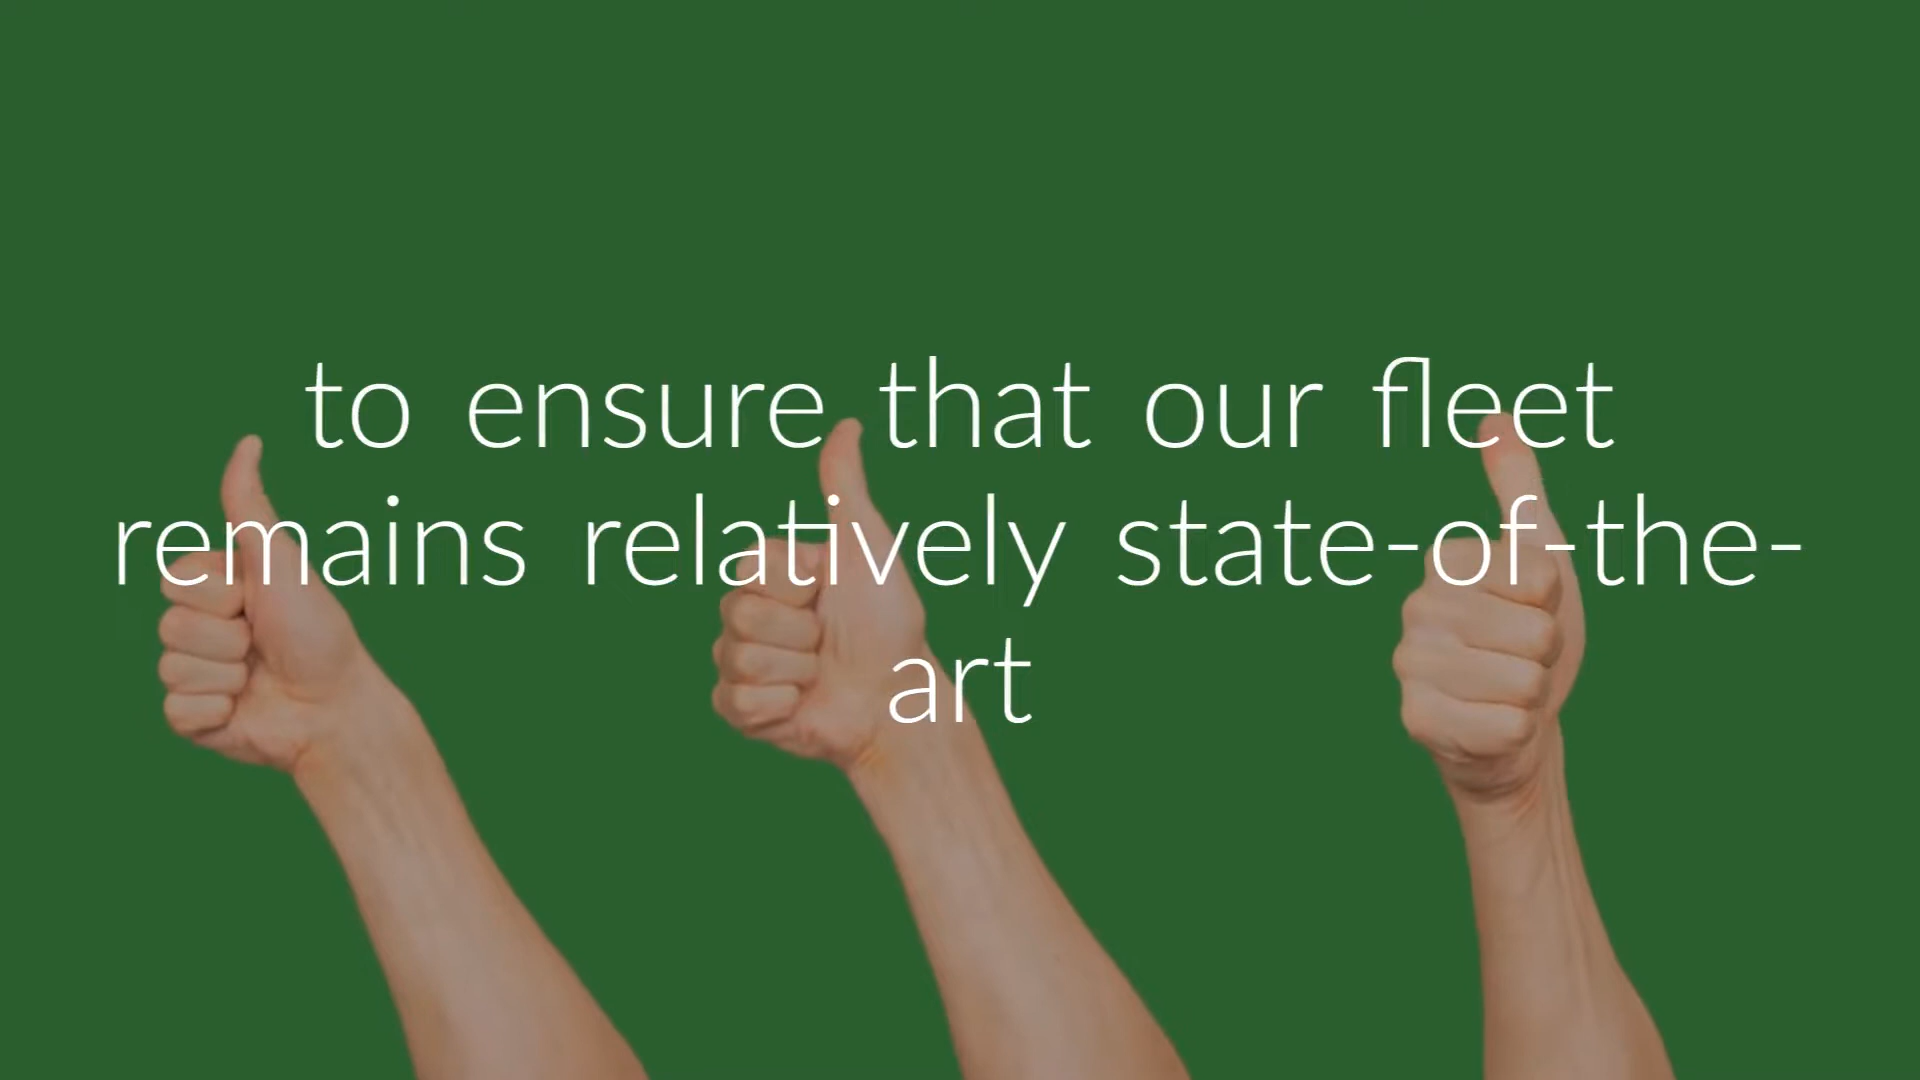 to ensure that our fleet
remains relatively state-of-the-
art